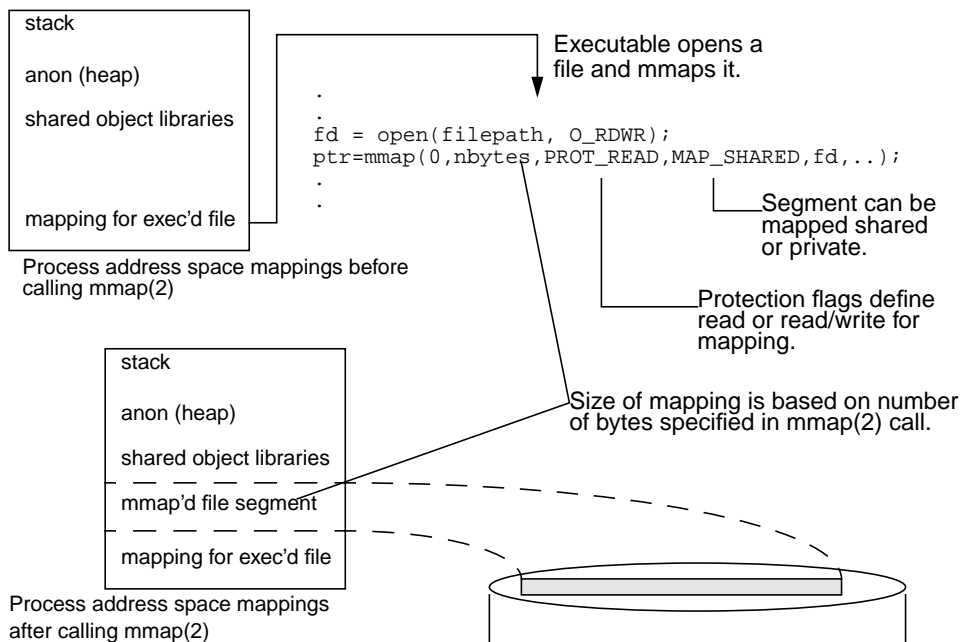 stack
anon (heap)
shared object libraries
mapping for exec'd file
Process address space mappings before
calling mmap(2)
Executable opens a
file and mmaps it.
.
.
fd = open(filepath, O_RDWR);
ptr=mmap(0,nbytes,PROT_READ,MAP_SHARED,fd,..);
.
.
Segment can be
mapped shared
or private.
Protection flags define
read or read/write for
mapping.
Size of mapping is based on number
of bytes specified in mmap(2) call.
stack
anon (heap)
shared object libraries
mmap'd file segment
mapping for exec'd file
Process address space mappings
after calling mmap(2)